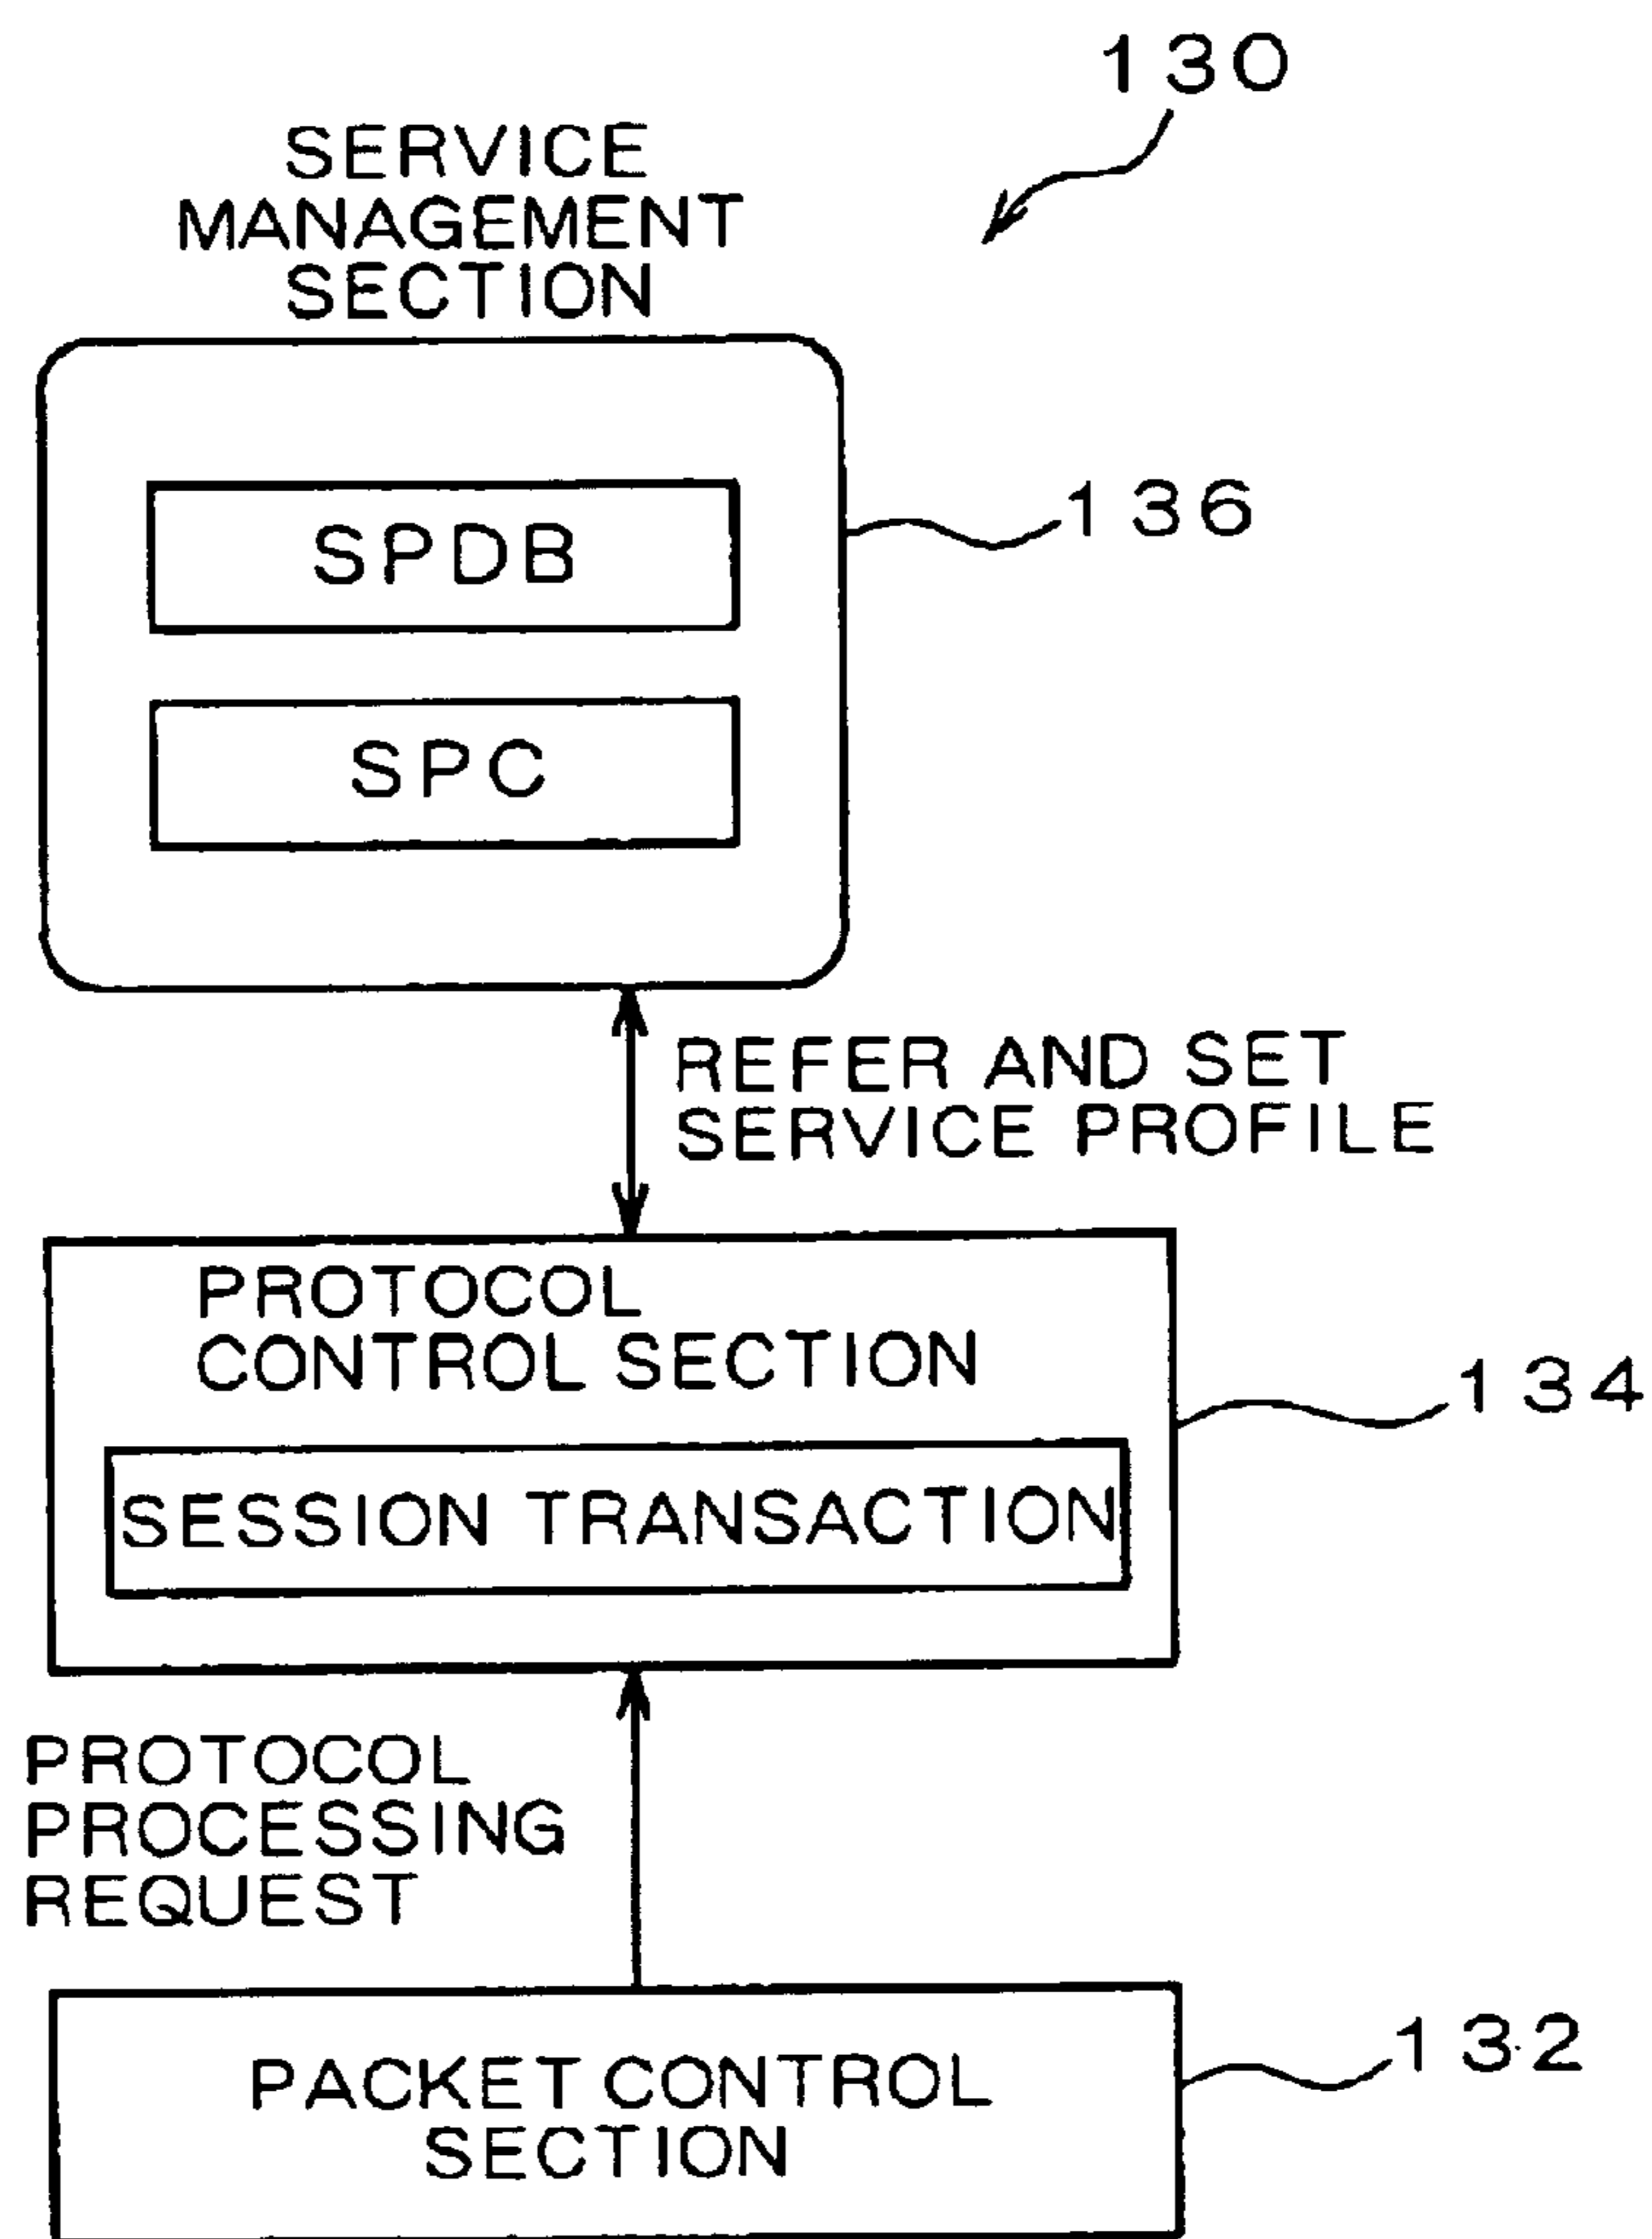 130
SERVICE
MANAGEMENT
SECTION
SPDB
136
SPC
REFER AND SET
SERVICE PROFILE
PROTOCOL
CONTROL SECTION
134
SESSION TRANSACTION
PROTOCOL
PROCESSING
REQUEST
132
PACKET CONTROL
SECTION